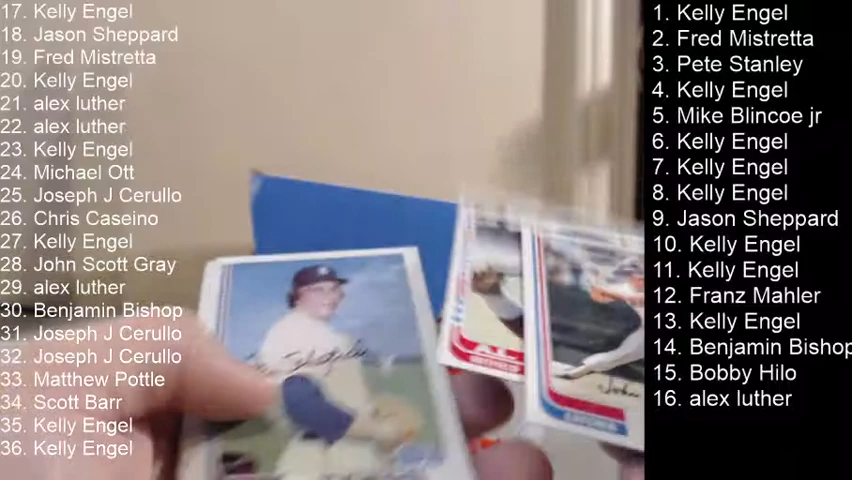 17. Kelly Engel
18. Jason Sheppard
19. Fred Mistretta
20. Kelly Engel
21. alex luther
22. alex luther
23. Kelly Engel
24. Michael Ott
25. Joseph J Cerullo
26. Chris Caseino
27. Kelly Engel
28. John Scott Gray
29. alex luther
30. Benjamin Bishop
31. Joseph J Cerullo
32. Joseph J Cerullo
33. Matthew Pottle
34. Scott Barr
35. Kelly Engel
36. Kelly Engel
1. Kelly Engel
2. Fred Mistretta
3. Pete Stanley
4. Kelly Engel
5. Mike Blincoe jr
6. Kelly Engel
7. Kelly Engel
8. Kelly Engel
9. Jason Sheppard
10. Kelly Engel
11. Kelly Engel
12. Franz Mahler
13. Kelly Engel
14. Benjamin Bishop
15. Bobby Hilo
16. alex luther
John